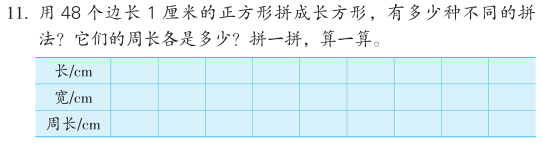 11. 用 48 个边长 1 厘米的正方形拼成长方形，有多少种不同的拼
法？它们的周长各是多少？拼一拼，算一算。
长/cm
宽/cm
周长/cm